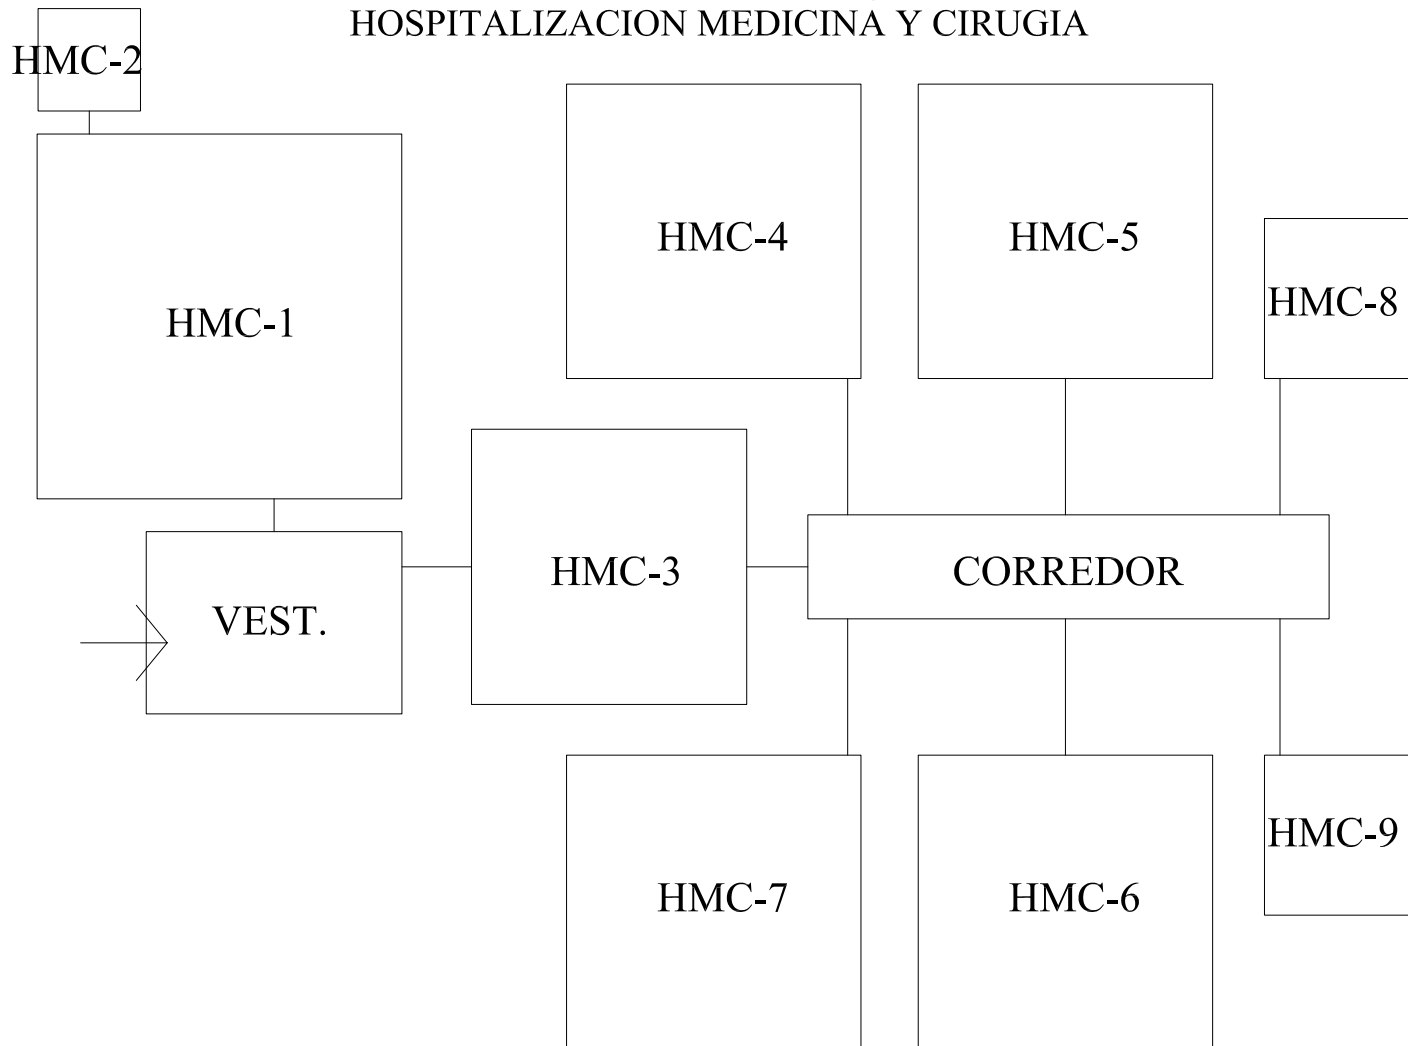 HOSPITALIZACION MEDICINA Y CIRUGIA
HMC-2
HMC-1
HMC-4
HMC-5
HMC-8
HMC-3
CORREDOR
VEST.
HMC-7
HMC-6
HMC-9